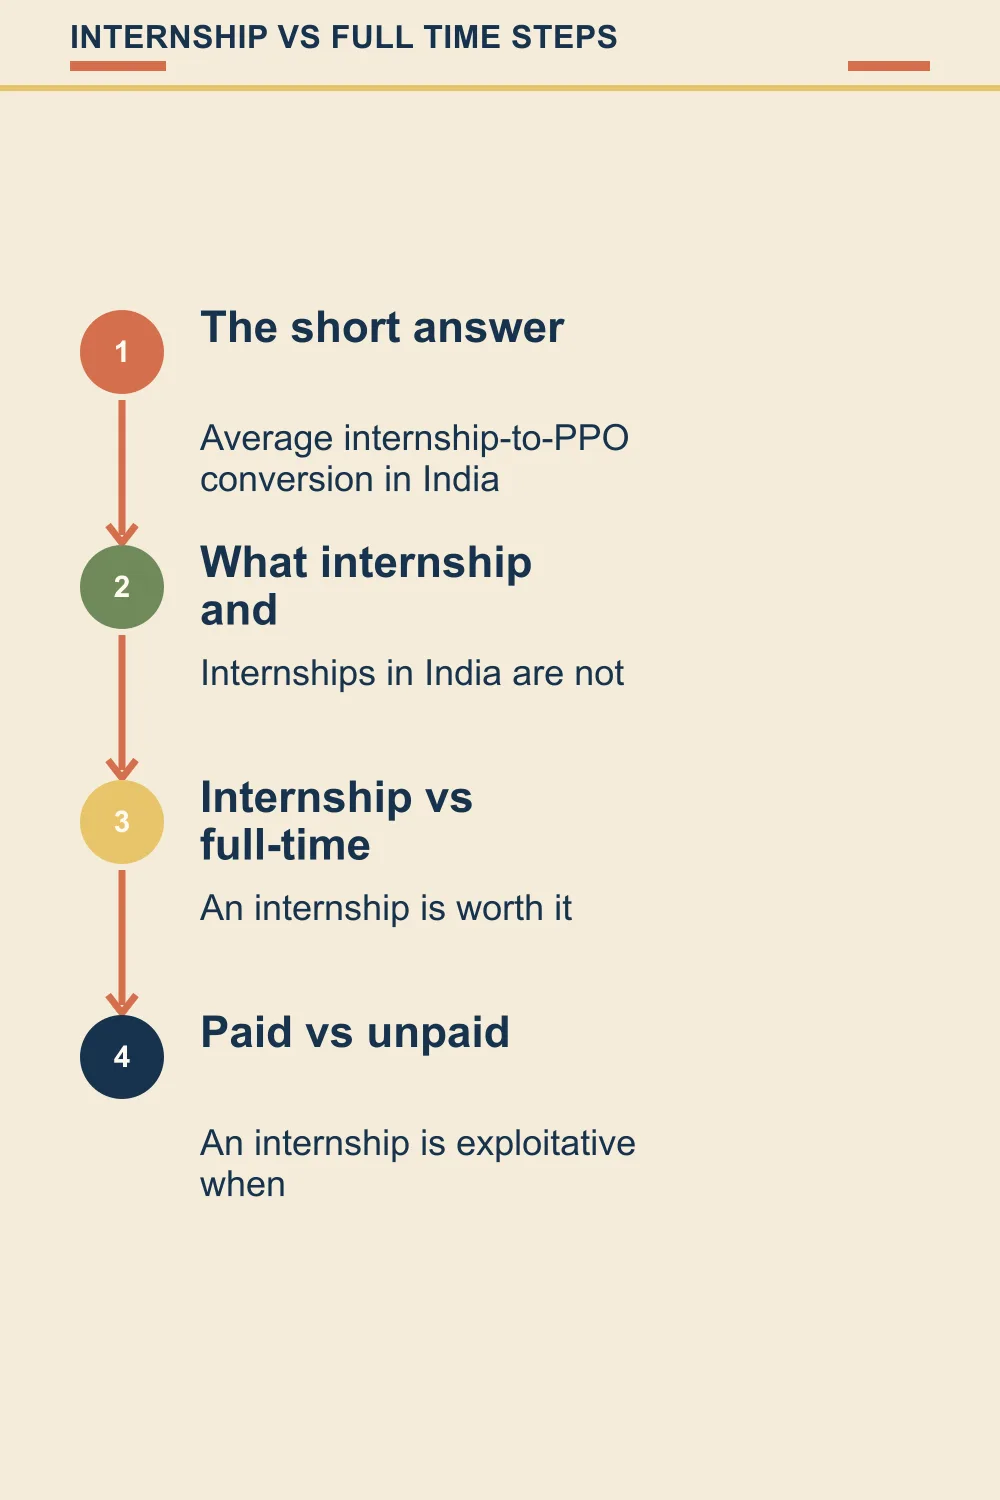 INTERNSHIP VS FULL TIME STEPS
1
The short answer
Average internship-to-PPO
conversion in India
2
What internship
and
Internships in India are not
3
Internship vs
full-time
An internship is worth it
4
Paid vs unpaid
An internship is exploitative
when